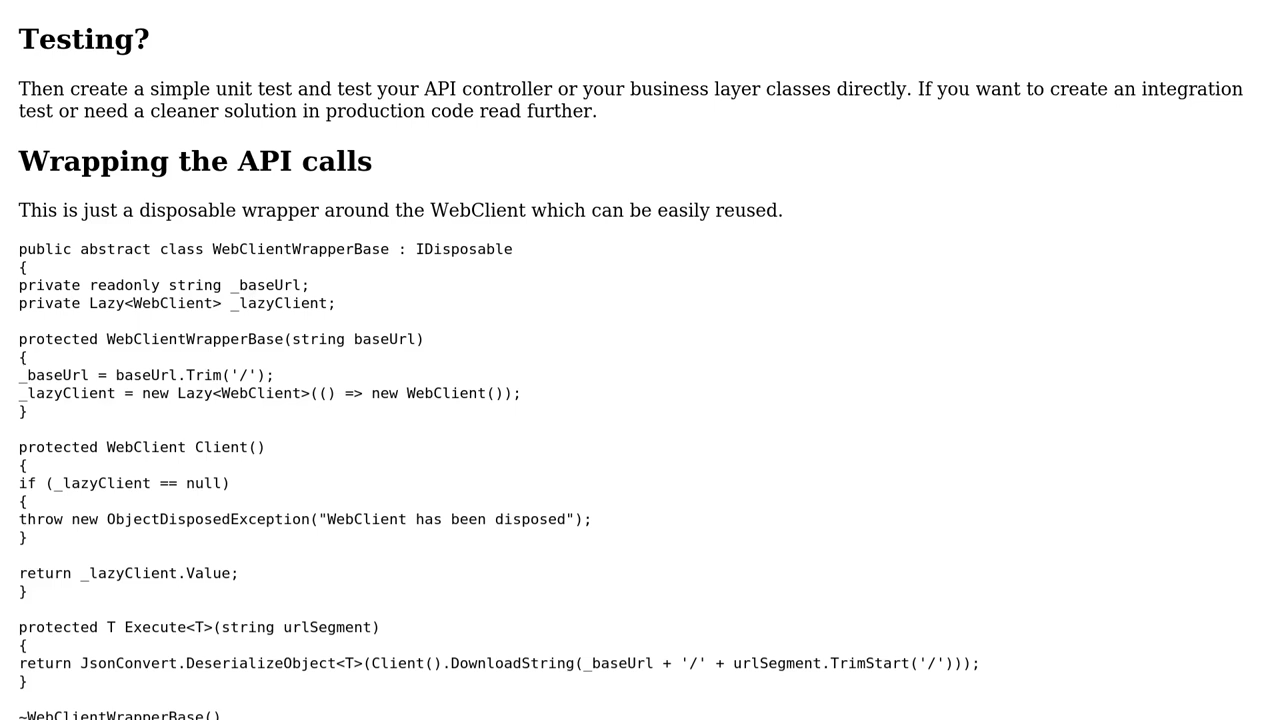 Testing?
Then create a simple unit test and test your API controller or your business layer classes directly. If you want to create an integration
test or need a cleaner solution in production code read further.
Wrapping the API calls
This is just a disposable wrapper around the WebClient which can be easily reused.
public abstract class WebClientWrapperBase : IDisposable
{
private readonly string _baseUrl;
private Lazy<WebClient> _lazyClient;
protected WebClientWrapperBase(string baseUrl)
{
_baseUrl = baseUrl.Trim('/');
_lazyClient = new Lazy<WebClient>(() => new WebClient());
}
protected WebClient Client()
{
if (_lazyClient == null)
{
throw new ObjectDisposedException("WebClient has been disposed");
}
return _lazyClient.Value;
}
protected T Execute<T>(string urlSegment)
{
return JsonConvert.DeserializeObject<T>(Client().DownloadString(_baseUrl + '/' + urlSegment.TrimStart('/')));
}
~WebClientWrapperBase()